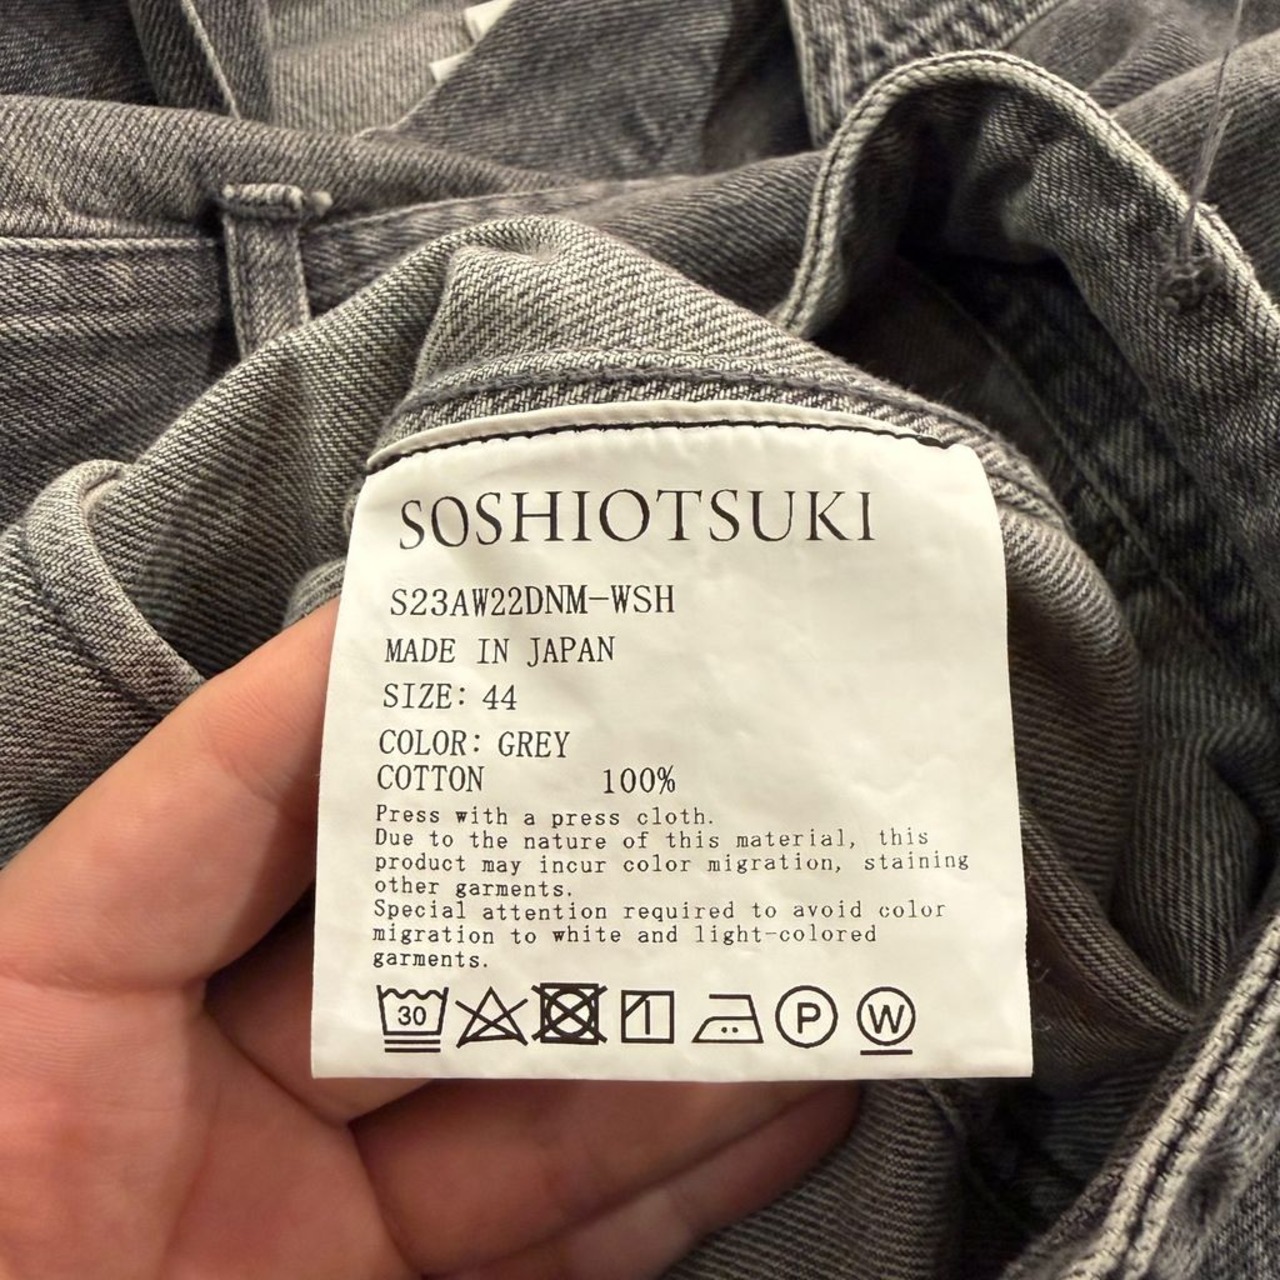 SOSHIOTSUKI
S23AW22DNM-WSH
MADE IN JAPAN
SIZE: 44
COLOR: GREY
COTTON 100%
Press with a press cloth.
Due to the nature of this material, this
product may incur color migration, staining
other garments.
Special attention required to avoid color
migration to white and light-colored
garments.
30 P W